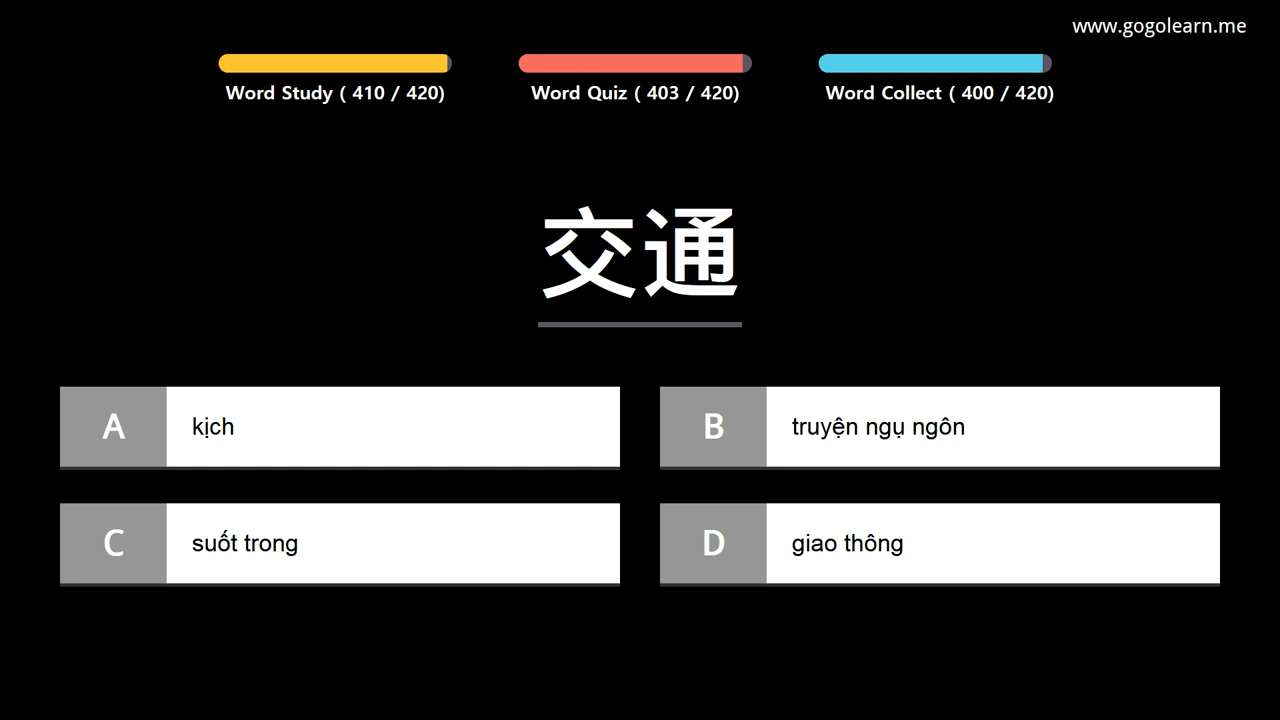 www.gogolearn.me
Word Study ( 410 / 420)
Word Quiz ( 403 / 420)
Word Collect ( 400 / 420)
交通
A kịch
B truyện ngụ ngôn
C suốt trong
D giao thông